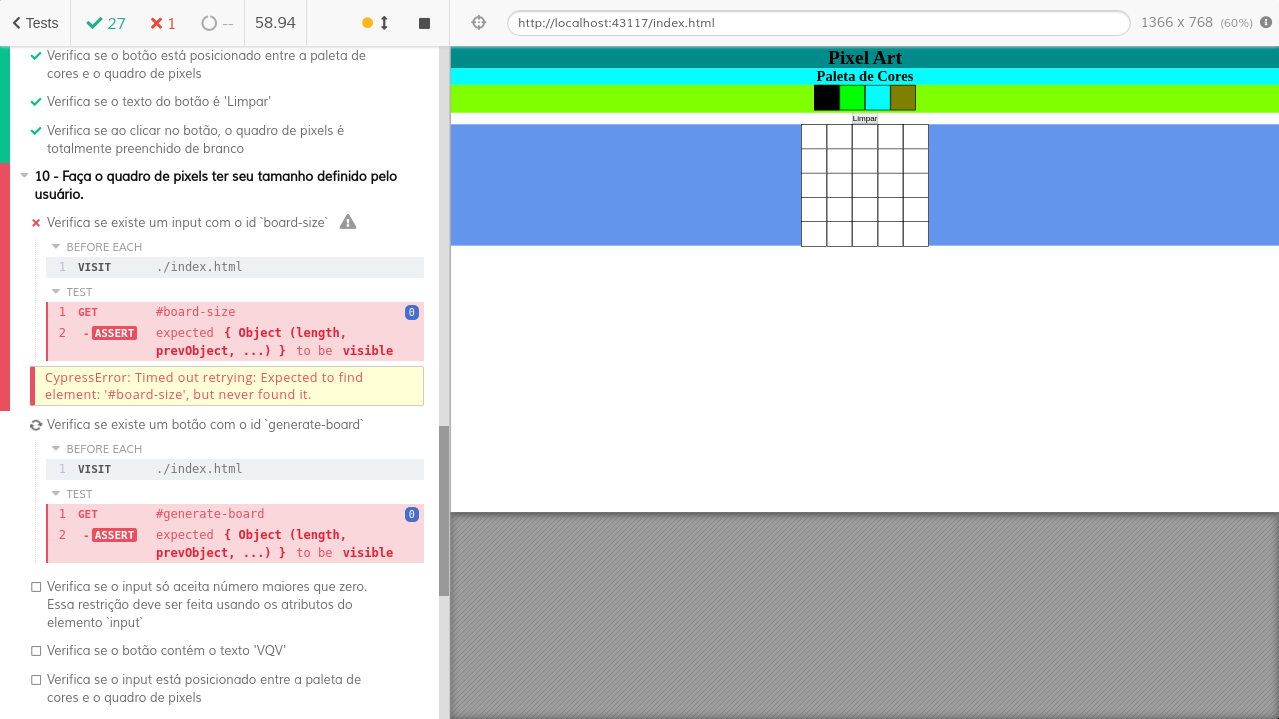 Tests 27 1 -- 58.94 http://localhost:43117/index.html 1366 x 768 (60%)
Verifica se o botão está posicionado entre a paleta de
cores e o quadro de pixels
Verifica se o texto do botão é 'Limpar'
Verifica se ao clicar no botão, o quadro de pixels é
totalmente preenchido de branco
10 - Faça o quadro de pixels ter seu tamanho definido pelo
usuário.
Verifica se existe um input com o id `board-size`
BEFORE EACH
1 VISIT ./index.html
TEST
1 GET #board-size 0
2 -ASSERT expected { Object (length,
prevObject, ...) } to be visible
CypressError: Timed out retrying: Expected to find
element: '#board-size', but never found it.
Verifica se existe um botão com o id `generate-board`
BEFORE EACH
1 VISIT ./index.html
TEST
1 GET #generate-board 0
2 -ASSERT expected { Object (length,
prevObject, ...) } to be visible
Verifica se o input só aceita número maiores que zero.
Essa restrição deve ser feita usando os atributos do
elemento `input`
Verifica se o botão contém o texto 'VQV'
Verifica se o input está posicionado entre a paleta de
cores e o quadro de pixels
Pixel Art
Paleta de Cores
Limpar